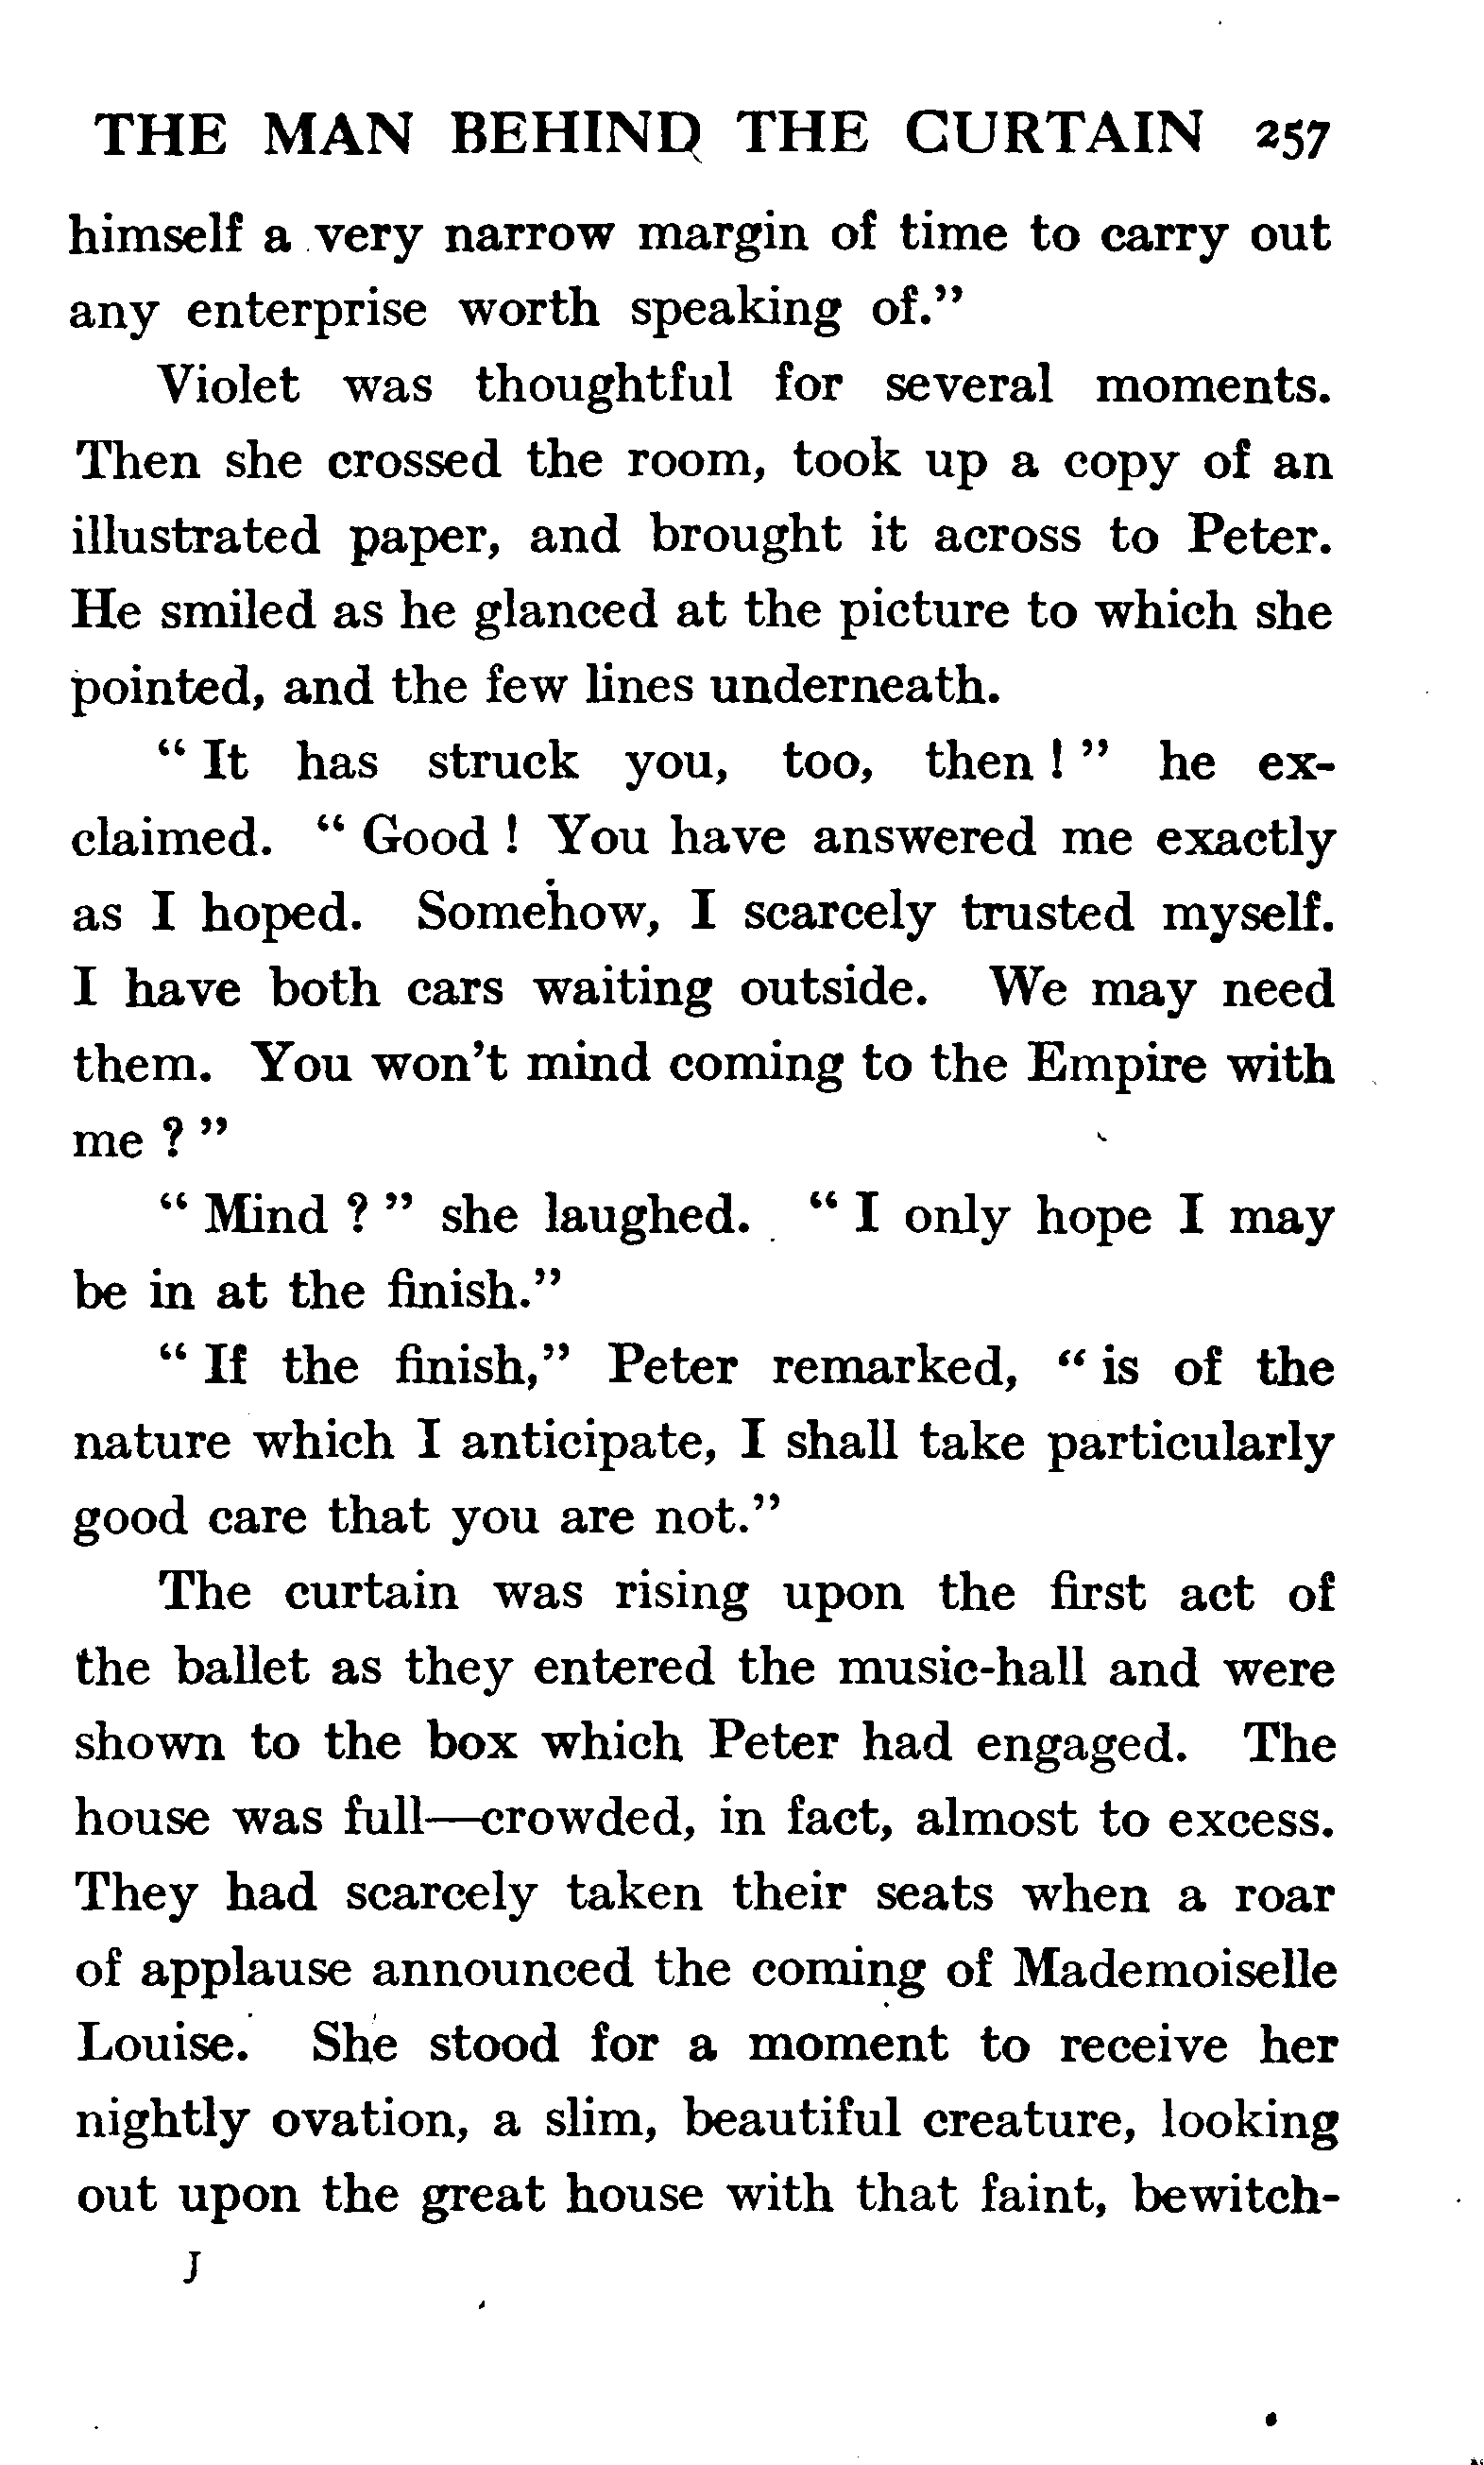 THE MAN BEHIND THE CURTAIN 257
himself a very narrow margin of time to carry out
any enterprise worth speaking of."
Violet was thoughtful for several moments.
Then she crossed the room, took up a copy of an
illustrated paper, and brought it across to Peter.
He smiled as he glanced at the picture to which she
pointed, and the few lines underneath.
" It has struck you, too, then ! " he ex-
claimed. " Good ! You have answered me exactly
as I hoped. Somehow, I scarcely trusted myself.
I have both cars waiting outside. We may need
them. You won't mind coming to the Empire with
me ? "
" Mind ? " she laughed. " I only hope I may
be in at the finish."
" If the finish," Peter remarked, " is of the
nature which I anticipate, I shall take particularly
good care that you are not."
The curtain was rising upon the first act of
the ballet as they entered the music-hall and were
shown to the box which Peter had engaged. The
house was full—crowded, in fact, almost to excess.
They had scarcely taken their seats when a roar
of applause announced the coming of Mademoiselle
Louise. She stood for a moment to receive her
nightly ovation, a slim, beautiful creature, looking
out upon the great house with that faint, bewitch-
J